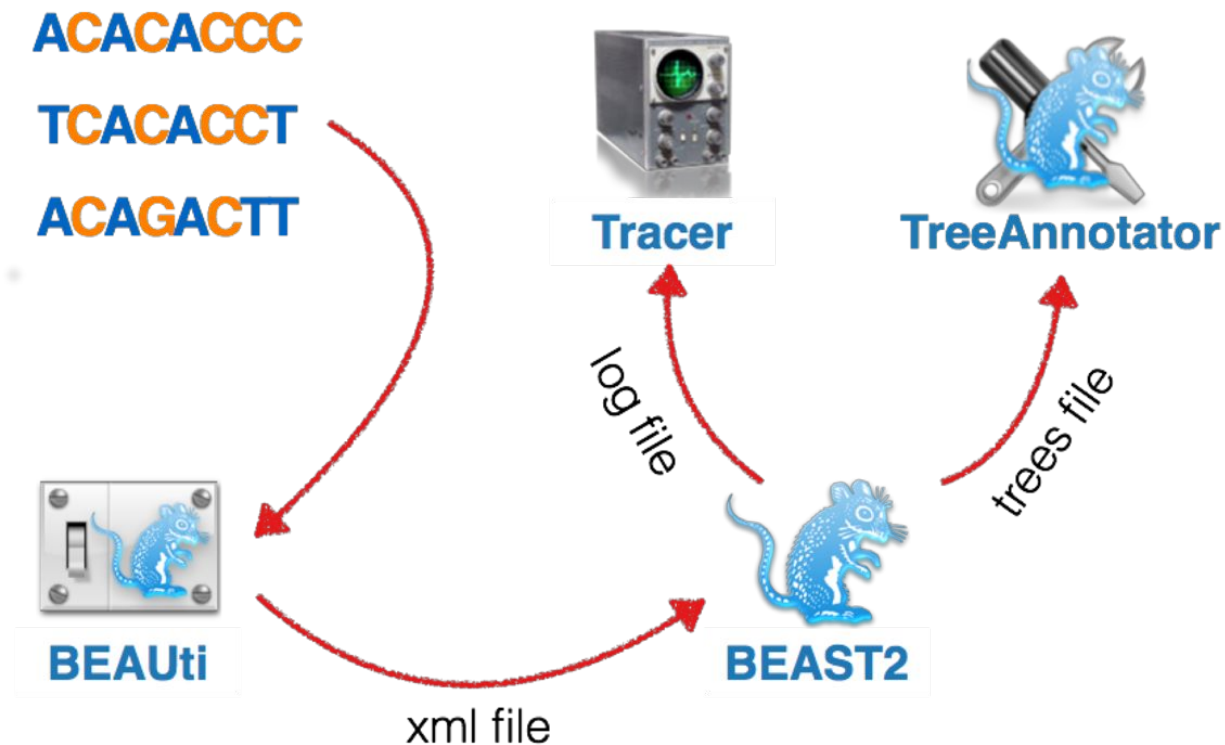 ACACACCC
TCACACCT
ACAGACTT
Tracer
TreeAnnotator
log file
trees file
BEAUti
BEAST2
xml file